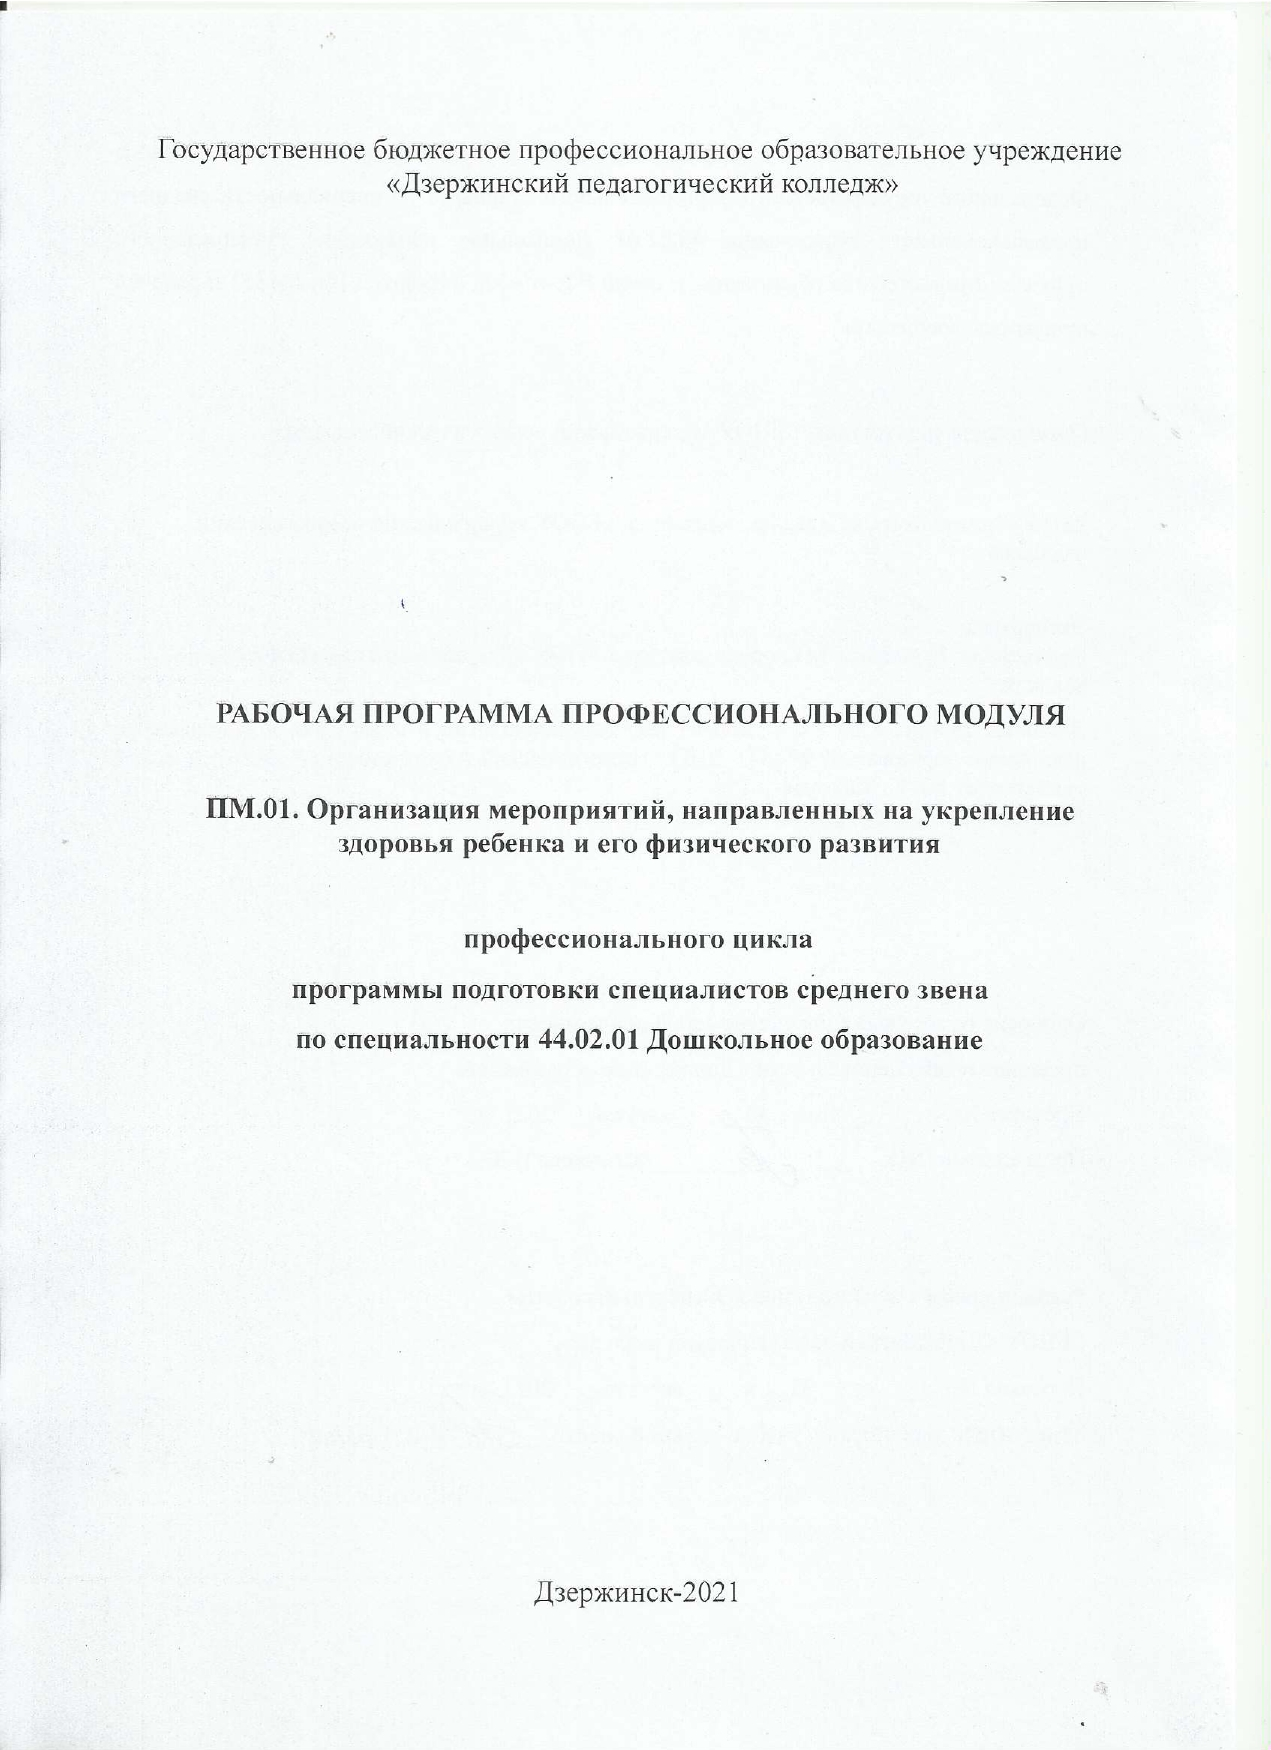 Государственное бюджетное профессиональное образовательное учреждение
«Дзержинский педагогический колледж»
РАБОЧАЯ ПРОГРАММА ПРОФЕССИОНАЛЬНОГО МОДУЛЯ
ПМ.01. Организация мероприятий, направленных на укрепление
здоровья ребенка и его физического развития
профессионального цикла
программы подготовки специалистов среднего звена
по специальности 44.02.01 Дошкольное образование
Дзержинск-2021